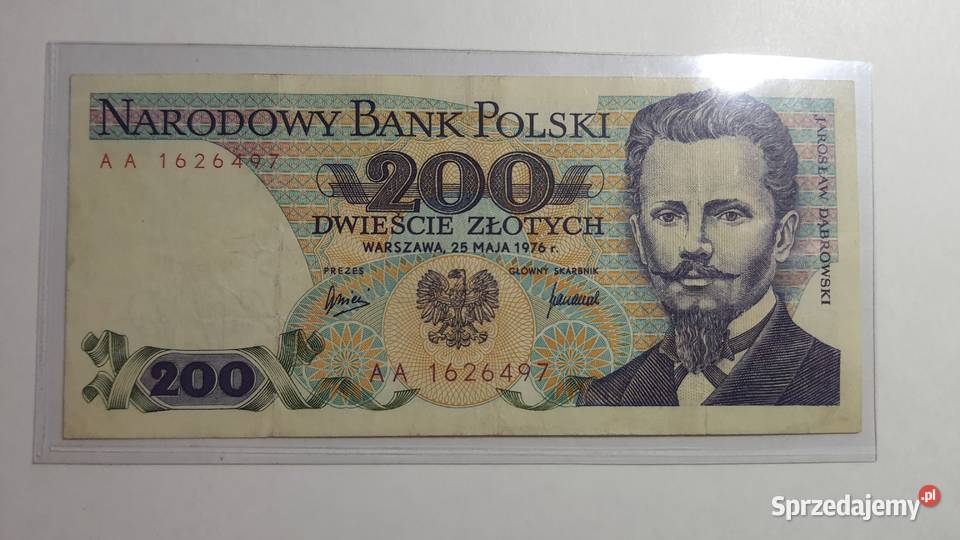 NARODOWY BANK POLSKI
AA 1626497
200
DWIEŚCIE ZŁOTYCH
WARSZAWA, 25 MAJA 1976 r.
PREZES
GŁÓWNY SKARBNIK
JAROSŁAW DĄBROWSKI
200
AA 1626497
Sprzedajemy.pl